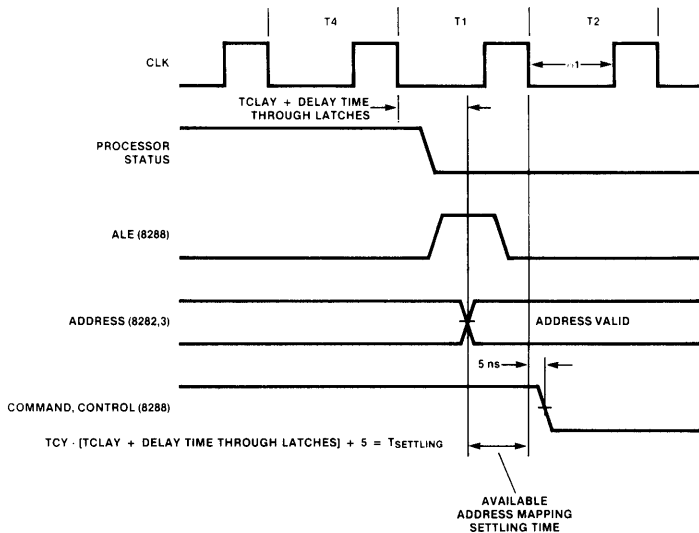 T4 T1 T2
CLK
1
TCLAY + DELAY TIME
THROUGH LATCHES
PROCESSOR
STATUS
ALE (8288)
ADDRESS (8282,3)
ADDRESS VALID
5 ns
COMMAND, CONTROL (8288)
TCY · [TCLAY + DELAY TIME THROUGH LATCHES] + 5 = TSETTLING
AVAILABLE
ADDRESS MAPPING
SETTLING TIME